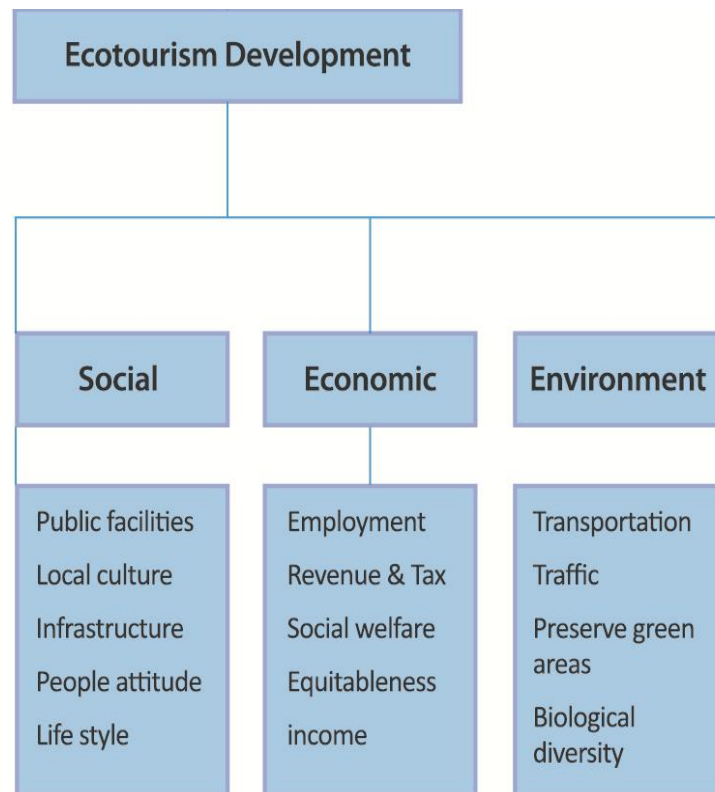 Ecotourism Development
Social
Economic
Environment
Public facilities
Local culture
Infrastructure
People attitude
Life style
Employment
Revenue & Tax
Social welfare
Equitableness
income
Transportation
Traffic
Preserve green
areas
Biological
diversity